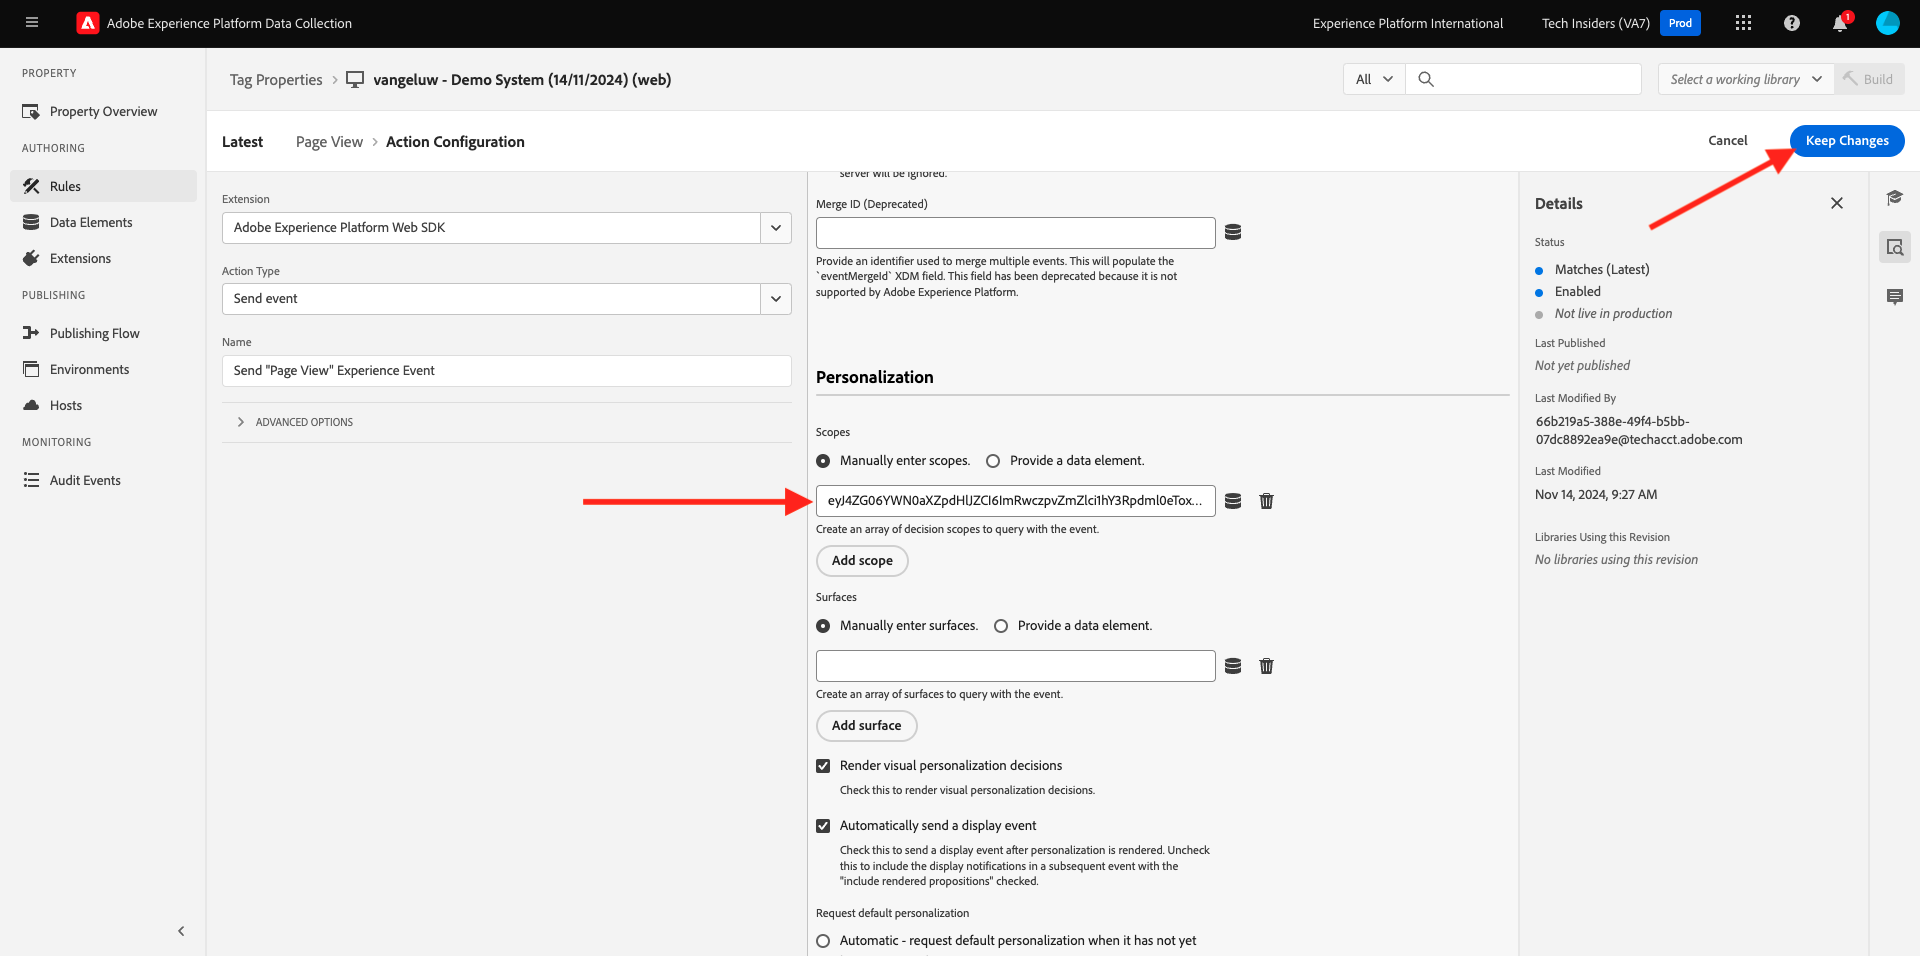 Adobe Experience Platform Data Collection
Experience Platform International
Tech Insiders (VA7)
Prod
1
PROPERTY
Property Overview
AUTHORING
Rules
Data Elements
Extensions
PUBLISHING
Publishing Flow
Environments
Hosts
MONITORING
Audit Events
Tag Properties
vangeluw - Demo System (14/11/2024) (web)
All
Select a working library
Build
Latest
Page View
Action Configuration
Cancel
Keep Changes
Extension
Adobe Experience Platform Web SDK
Action Type
Send event
Name
Send "Page View" Experience Event
ADVANCED OPTIONS
server will be ignored.
Merge ID (Deprecated)
Provide an identifier used to merge multiple events. This will populate the
`eventMergeId` XDM field. This field has been deprecated because it is not
supported by Adobe Experience Platform.
Personalization
Scopes
Manually enter scopes.
Provide a data element.
eyJ4ZG06YWN0aXZpdHlJZCI6ImRwczpvZmZlci1hY3Rpdml0eTox...
Create an array of decision scopes to query with the event.
Add scope
Surfaces
Manually enter surfaces.
Provide a data element.
Create an array of surfaces to query with the event.
Add surface
Render visual personalization decisions
Check this to render visual personalization decisions.
Automatically send a display event
Check this to send a display event after personalization is rendered. Uncheck
this to include the display notifications in a subsequent event with the
"include rendered propositions" checked.
Request default personalization
Automatic - request default personalization when it has not yet
Details
Status
Matches (Latest)
Enabled
Not live in production
Last Published
Not yet published
Last Modified By
66b219a5-388e-49f4-b5bb-
07dc8892ea9e@techacct.adobe.com
Last Modified
Nov 14, 2024, 9:27 AM
Libraries Using this Revision
No libraries using this revision